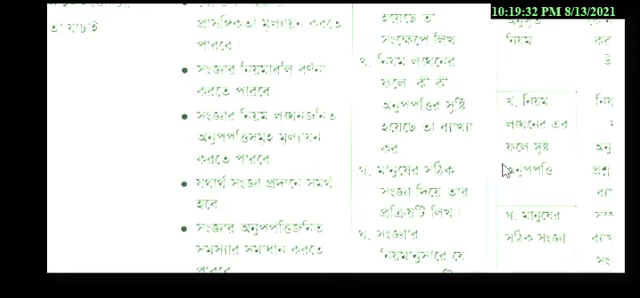 10:19:32 PM 8/13/2021
তা যাচাই
প্রাসঙ্গিকতা মূল্যায়ন করতে
পারবে।
সংজ্ঞার নিয়মাবলি বর্ণনা
করতে পারবে
সংজ্ঞার নিয়ম লঙ্ঘনজনিত
অনুপপত্তিসমূহ মূল্যায়ন
করতে পারবে
যথার্থ সংজ্ঞা প্রদানে সমর্থ
হবে
সংজ্ঞার অনুপপত্তিজনিত
সমস্যার সমাধান করতে
পারবে
হয়েছে তা
সংক্ষেপে লিখ
খ. নিয়ম লঙ্ঘনের
ফলে কী কী
অনুপপত্তির সৃষ্টি
হয়েছে তা ব্যাখ্যা
কর
গ. মানুষের সঠিক
সংজ্ঞা দিয়ে তার
প্রক্রিয়াটি লিখ।
ঘ. সংজ্ঞার
নিয়মানুসারে যে
নিয়ম
খ. নিয়ম
লঙ্ঘনের এর
ফলে সৃষ্ট
অনুপপত্তি
গ. মানুষের
সঠিক সংজ্ঞা
কর